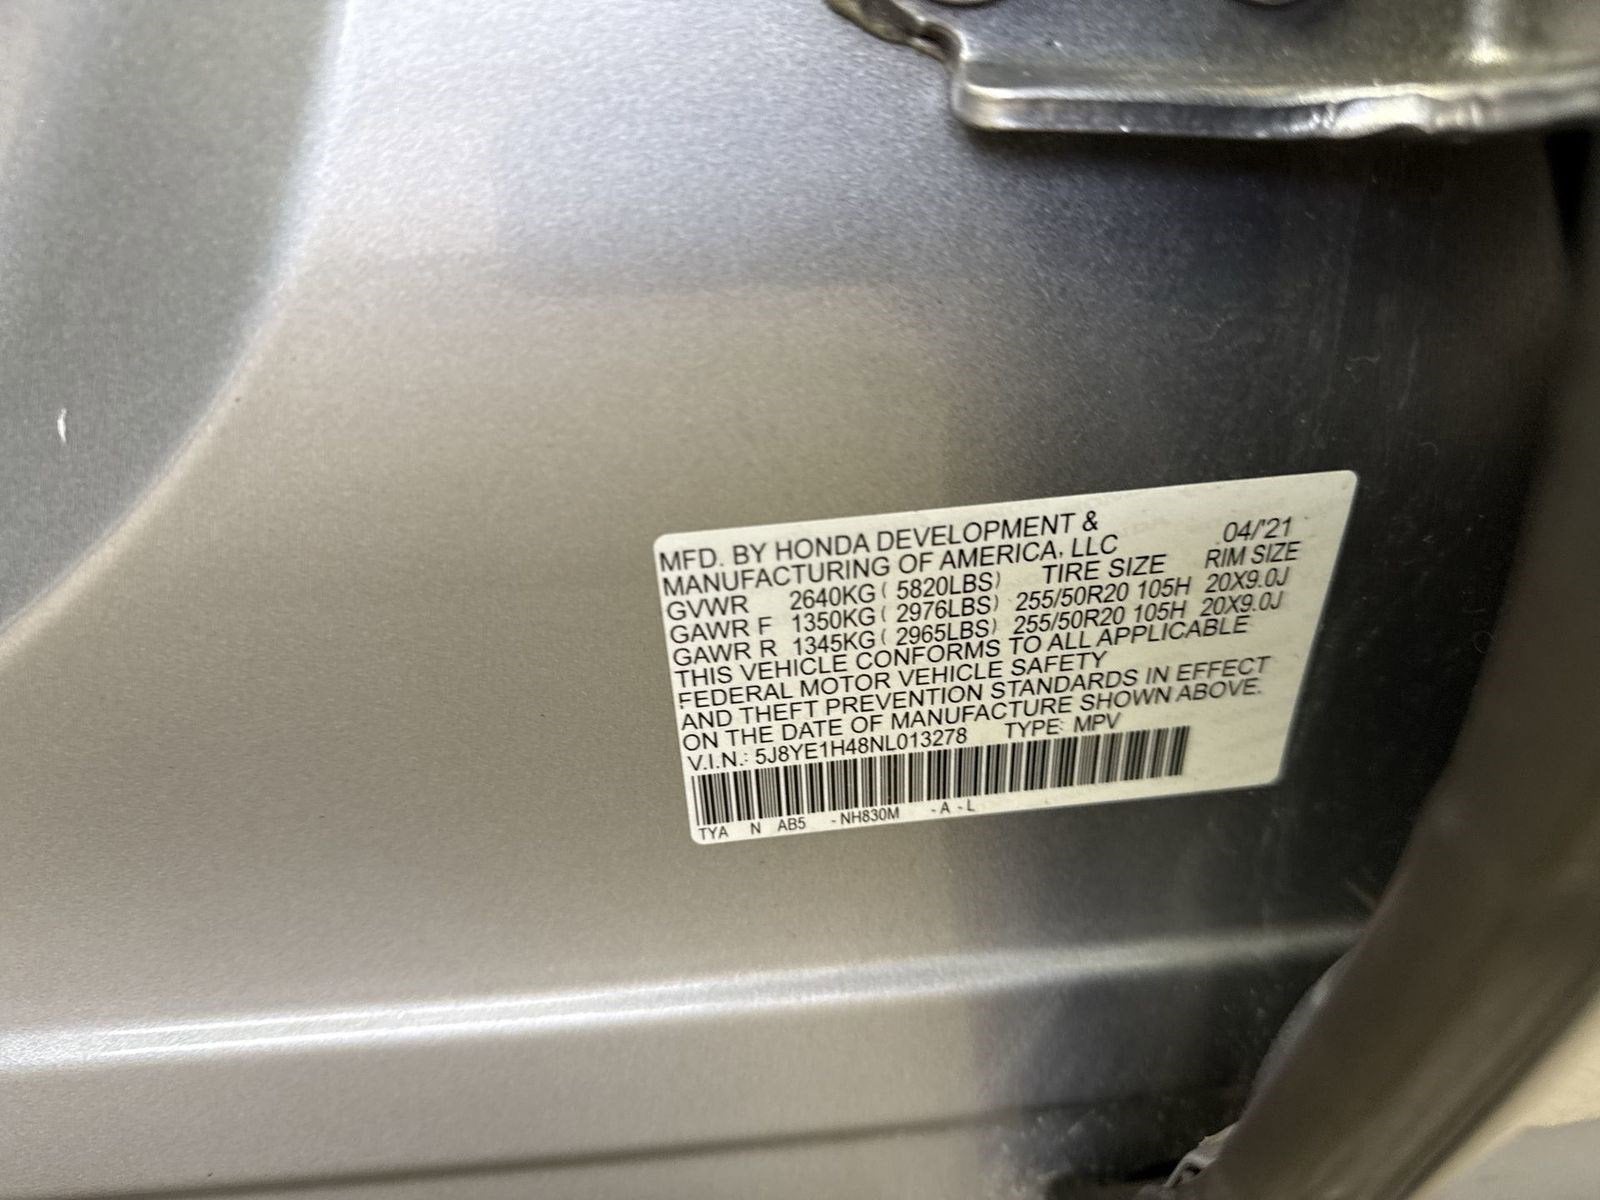 MFD. BY HONDA DEVELOPMENT & 04/'21
MANUFACTURING OF AMERICA, LLC
TIRE SIZE RIM SIZE
GVWR 2640KG ( 5820LBS)
GAWR F 1350KG ( 2976LBS) 255/50R20 105H 20X9.0J
GAWR R 1345KG ( 2965LBS) 255/50R20 105H 20X9.0J
THIS VEHICLE CONFORMS TO ALL APPLICABLE
FEDERAL MOTOR VEHICLE SAFETY
AND THEFT PREVENTION STANDARDS IN EFFECT
ON THE DATE OF MANUFACTURE SHOWN ABOVE.
V.I.N.: 5J8YE1H48NL013278 TYPE: MPV
TYA N AB5 -NH830M -A -L